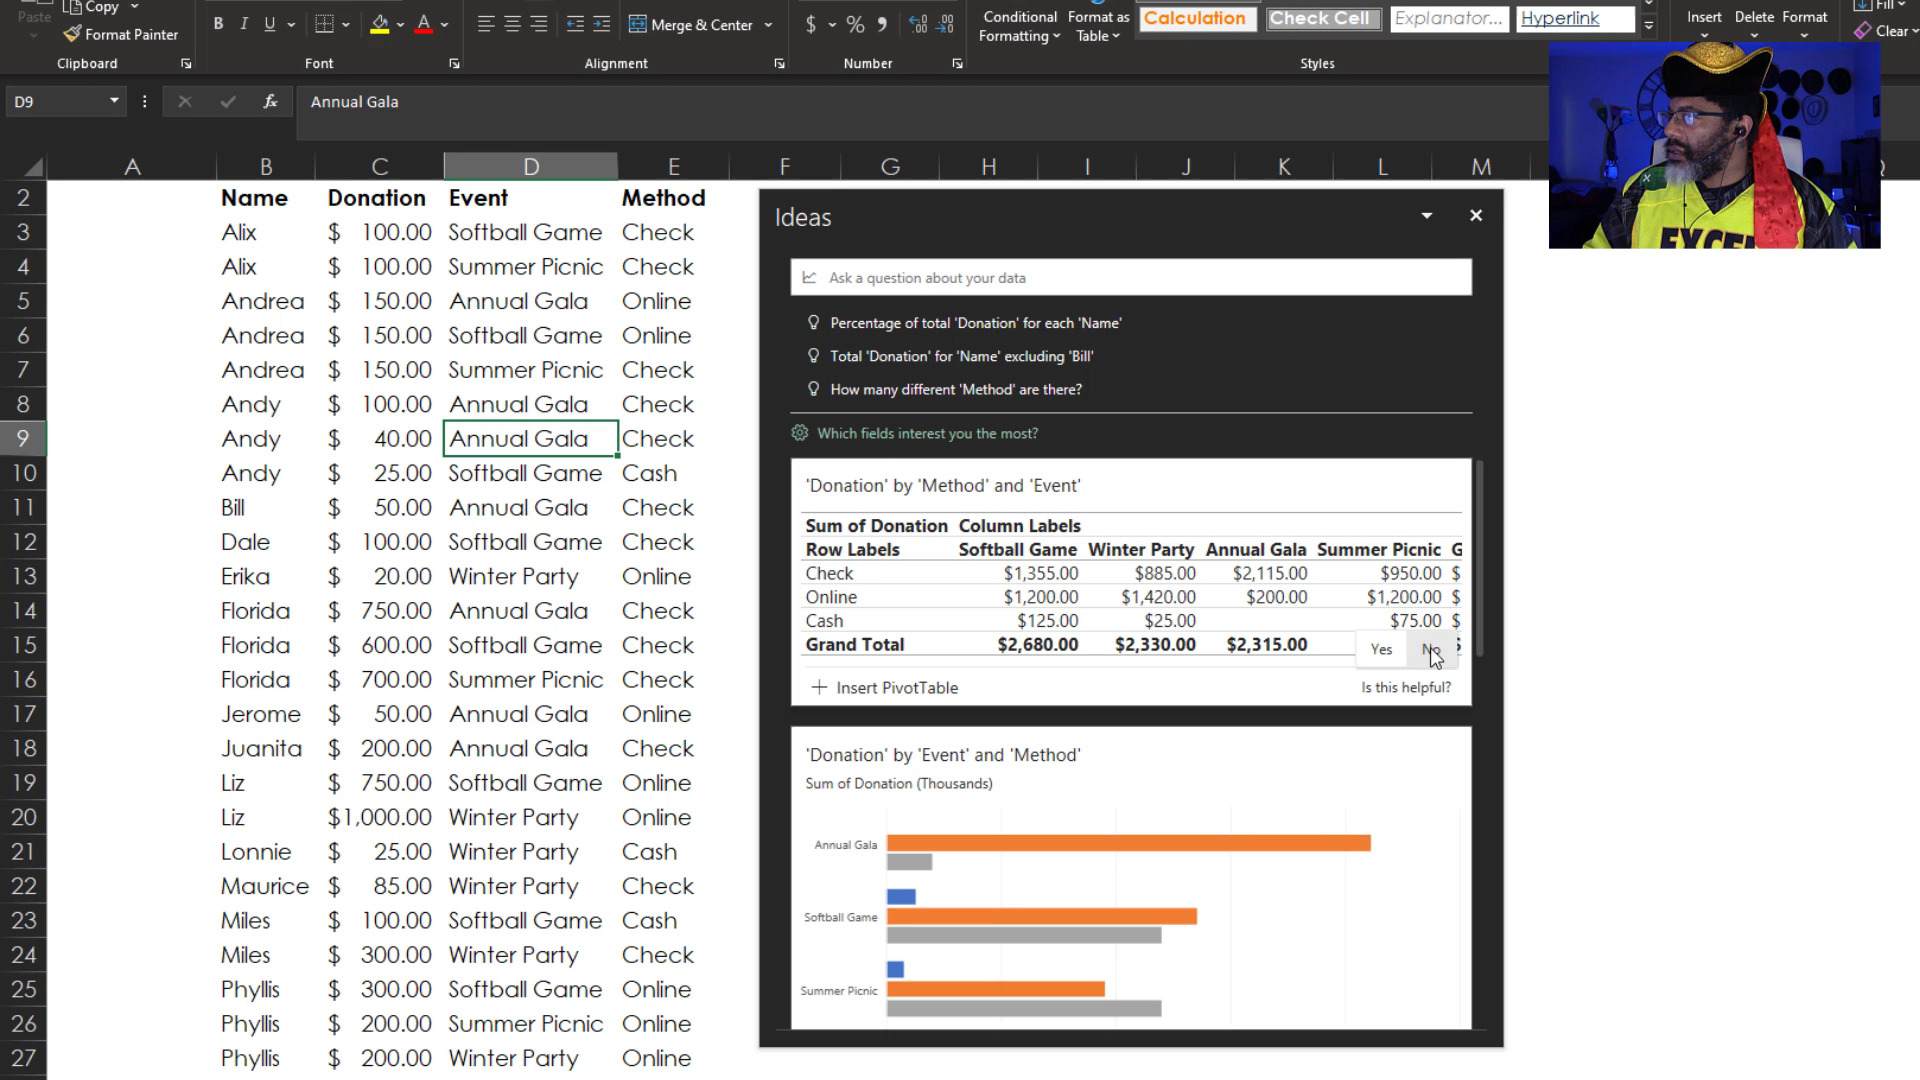 Copy
Paste
Format Painter
Clipboard
B I U
Font
Merge & Center
Alignment
$ % 9
Number
Conditional Formatting
Format as Table
Calculation
Check Cell
Explanator...
Hyperlink
Styles
Insert
Delete
Format
Fill
Clear
D9
fx
Annual Gala
EXCEL
A B C D E F G H I J K L M
2 Name Donation Event Method
3 Alix $ 100.00 Softball Game Check
4 Alix $ 100.00 Summer Picnic Check
5 Andrea $ 150.00 Annual Gala Online
6 Andrea $ 150.00 Softball Game Online
7 Andrea $ 150.00 Summer Picnic Check
8 Andy $ 100.00 Annual Gala Check
9 Andy $ 40.00 Annual Gala Check
10 Andy $ 25.00 Softball Game Cash
11 Bill $ 50.00 Annual Gala Check
12 Dale $ 100.00 Softball Game Check
13 Erika $ 20.00 Winter Party Online
14 Florida $ 750.00 Annual Gala Check
15 Florida $ 600.00 Softball Game Check
16 Florida $ 700.00 Summer Picnic Check
17 Jerome $ 50.00 Annual Gala Online
18 Juanita $ 200.00 Annual Gala Check
19 Liz $ 750.00 Softball Game Online
20 Liz $1,000.00 Winter Party Online
21 Lonnie $ 25.00 Winter Party Cash
22 Maurice $ 85.00 Winter Party Check
23 Miles $ 100.00 Softball Game Cash
24 Miles $ 300.00 Winter Party Check
25 Phyllis $ 300.00 Softball Game Online
26 Phyllis $ 200.00 Summer Picnic Online
27 Phyllis $ 200.00 Winter Party Online
Ideas
Ask a question about your data
Percentage of total 'Donation' for each 'Name'
Total 'Donation' for 'Name' excluding 'Bill'
How many different 'Method' are there?
Which fields interest you the most?
'Donation' by 'Method' and 'Event'
Sum of Donation Column Labels
Row Labels Softball Game Winter Party Annual Gala Summer Picnic G
Check $1,355.00 $885.00 $2,115.00 $950.00 $
Online $1,200.00 $1,420.00 $200.00 $1,200.00 $
Cash $125.00 $25.00 $75.00 $
Grand Total $2,680.00 $2,330.00 $2,315.00
Yes No
Insert PivotTable
Is this helpful?
'Donation' by 'Event' and 'Method'
Sum of Donation (Thousands)
Annual Gala
Softball Game
Summer Picnic